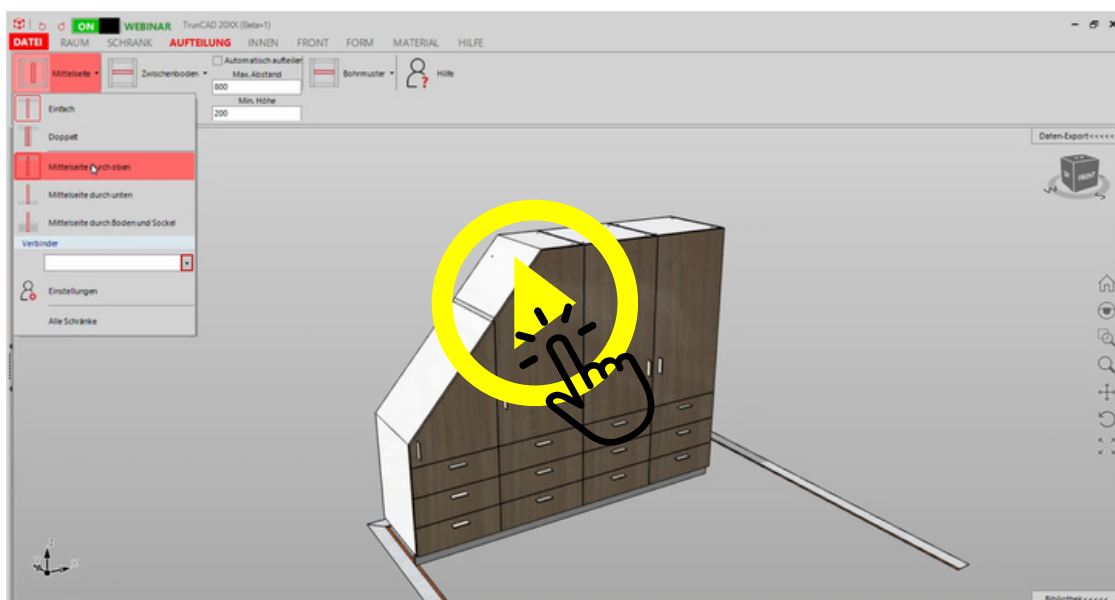 ON WEBINAR TrunCAD 20XX (Beta=1)
DATEI RAUM SCHRANK AUFTEILUNG INNEN FRONT FORM MATERIAL HILFE
Mittelseite
Zwischenboden
Automatisch aufteilen
Max. Abstand
800
Min. Höhe
200
Bohrmuster
Hilfe
Einfach
Doppelt
Mittelseite durch oben
Mittelseite durch unten
Mittelseite durch Boden und Sockel
Verbinder
Einstellungen
Alle Schränke
Daten-Export<<<<<
FRONT
W
S
Z
X
Bibliothek<<<<<